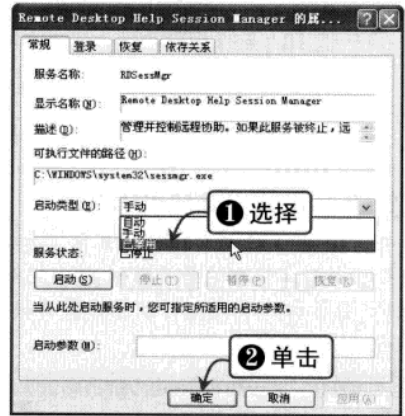 Remote Desktop Help Session Manager 的属...
常规 登录 恢复 依存关系
服务名称: RDSessMgr
显示名称(N): Remote Desktop Help Session Manager
描述(D): 管理并控制远程协助。如果此服务被终止，远
可执行文件的路径(H):
C:\WINDOWS\system32\sessmgr.exe
启动类型(E): 手动
自动
手动
已禁用
❶选择
服务状态: 已停止
启动(S) 停止(T) 暂停(P) 恢复(R)
当从此处启动服务时，您可指定所适用的启动参数。
启动参数(M):
❷单击
确定 取消 应用(A)